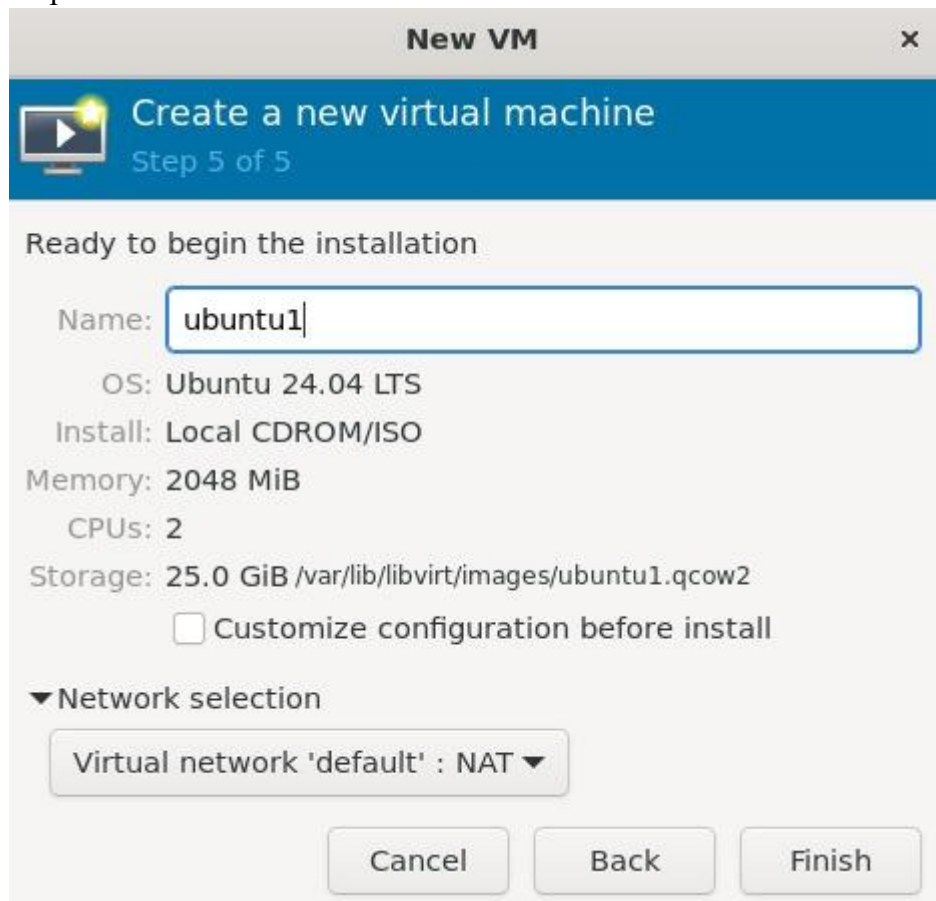 New VM ×
Create a new virtual machine
Step 5 of 5
Ready to begin the installation
Name: ubuntu1
OS: Ubuntu 24.04 LTS
Install: Local CDROM/ISO
Memory: 2048 MiB
CPUs: 2
Storage: 25.0 GiB /var/lib/libvirt/images/ubuntu1.qcow2
Customize configuration before install
Network selection
Virtual network 'default' : NAT
Cancel Back Finish